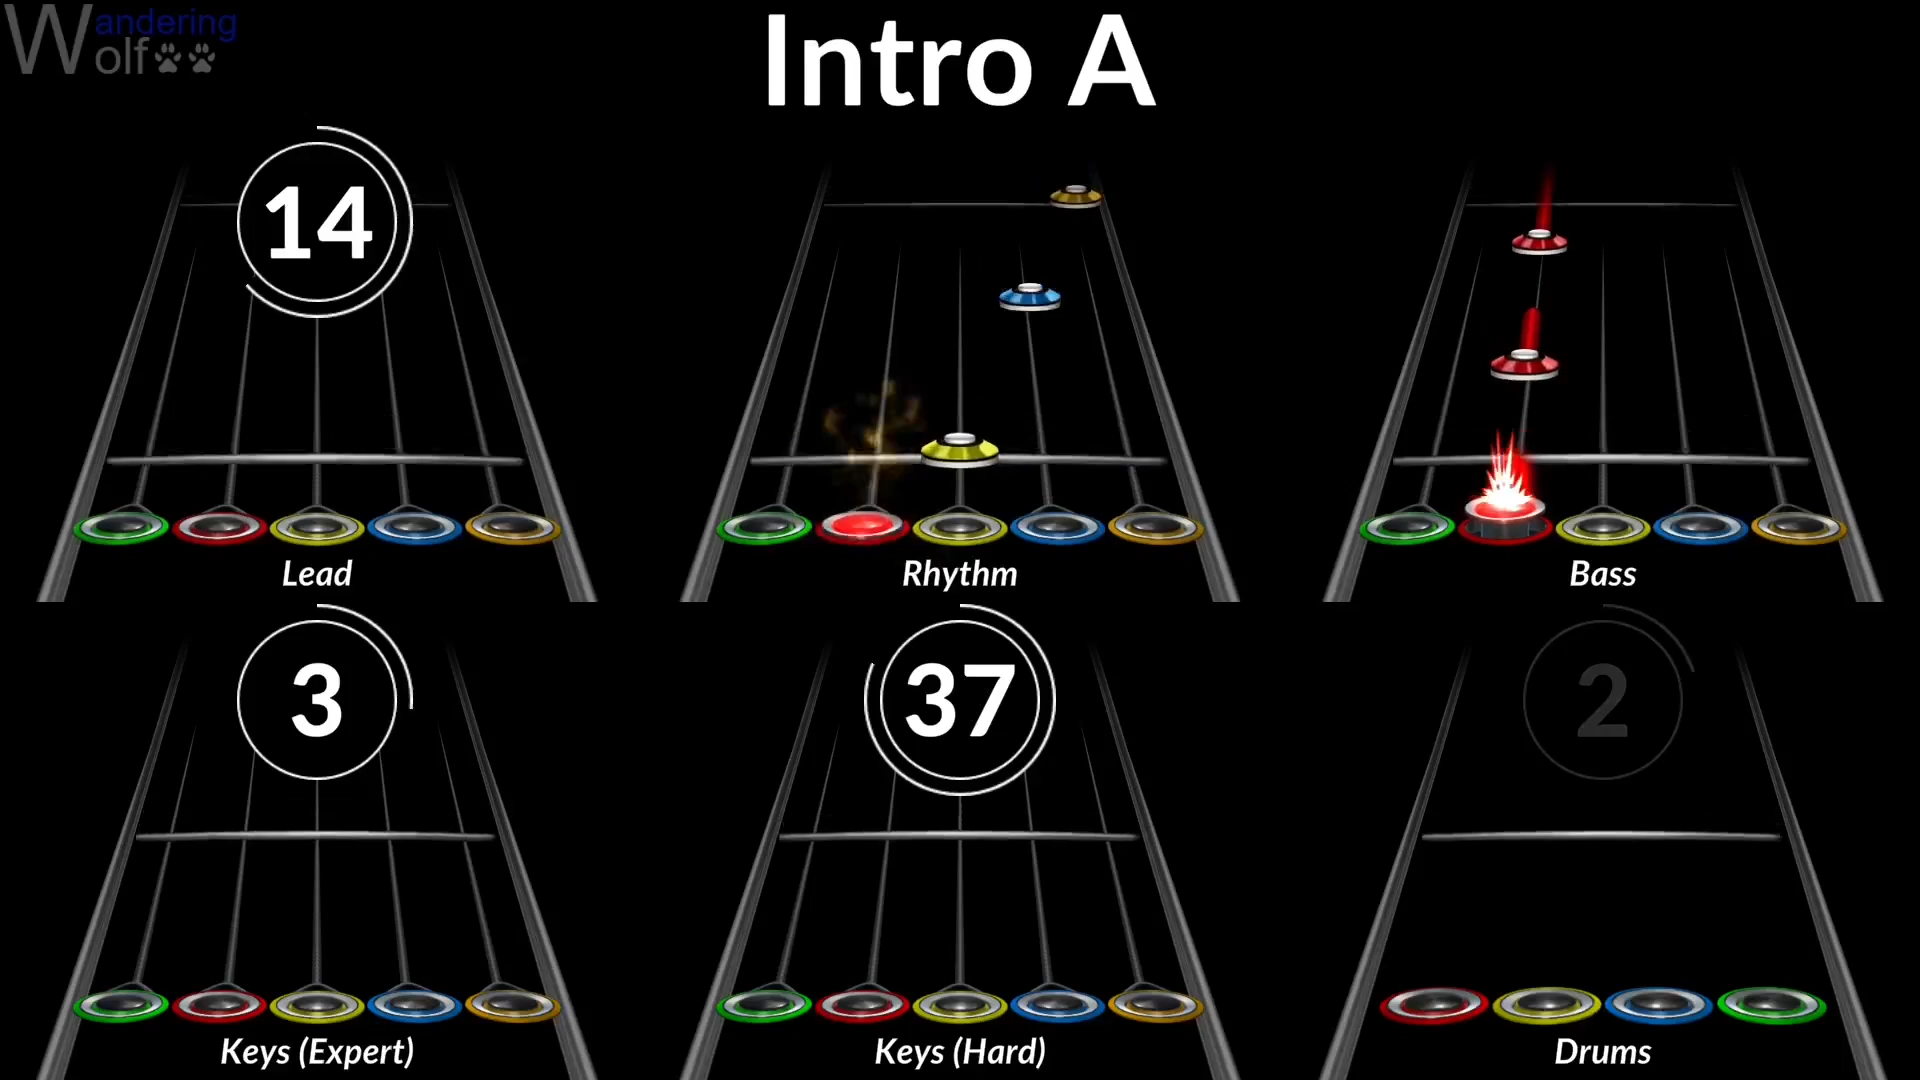 Wandering
Wolf
Intro A
14
Lead
Rhythm
Bass
3
37
2
Keys (Expert)
Keys (Hard)
Drums